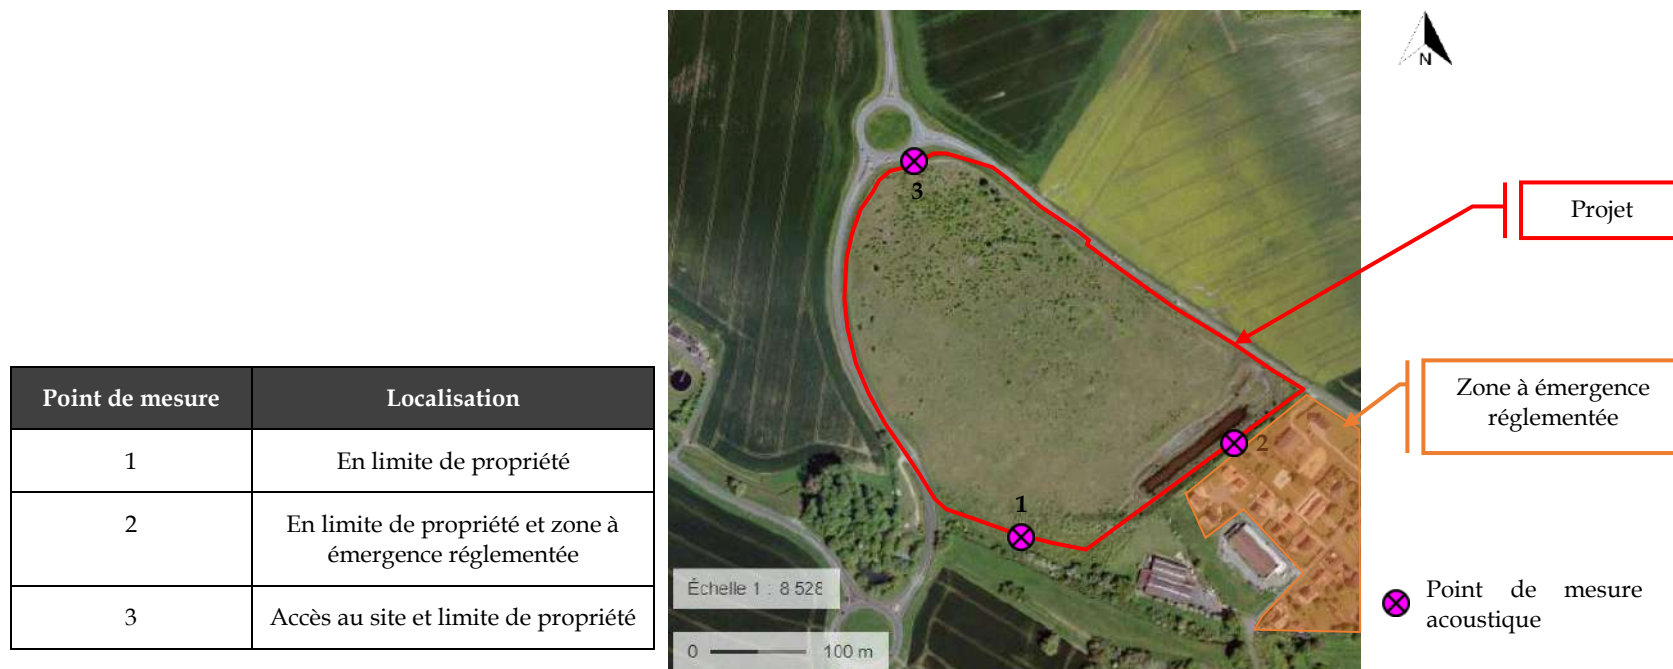 N
3
Projet
Zone à émergence
réglementée
2
1
Point de mesure Localisation
1 En limite de propriété
2 En limite de propriété et zone à
émergence réglementée
3 Accès au site et limite de propriété
Échelle 1 : 8 528
0 100 m
Point de mesure
acoustique